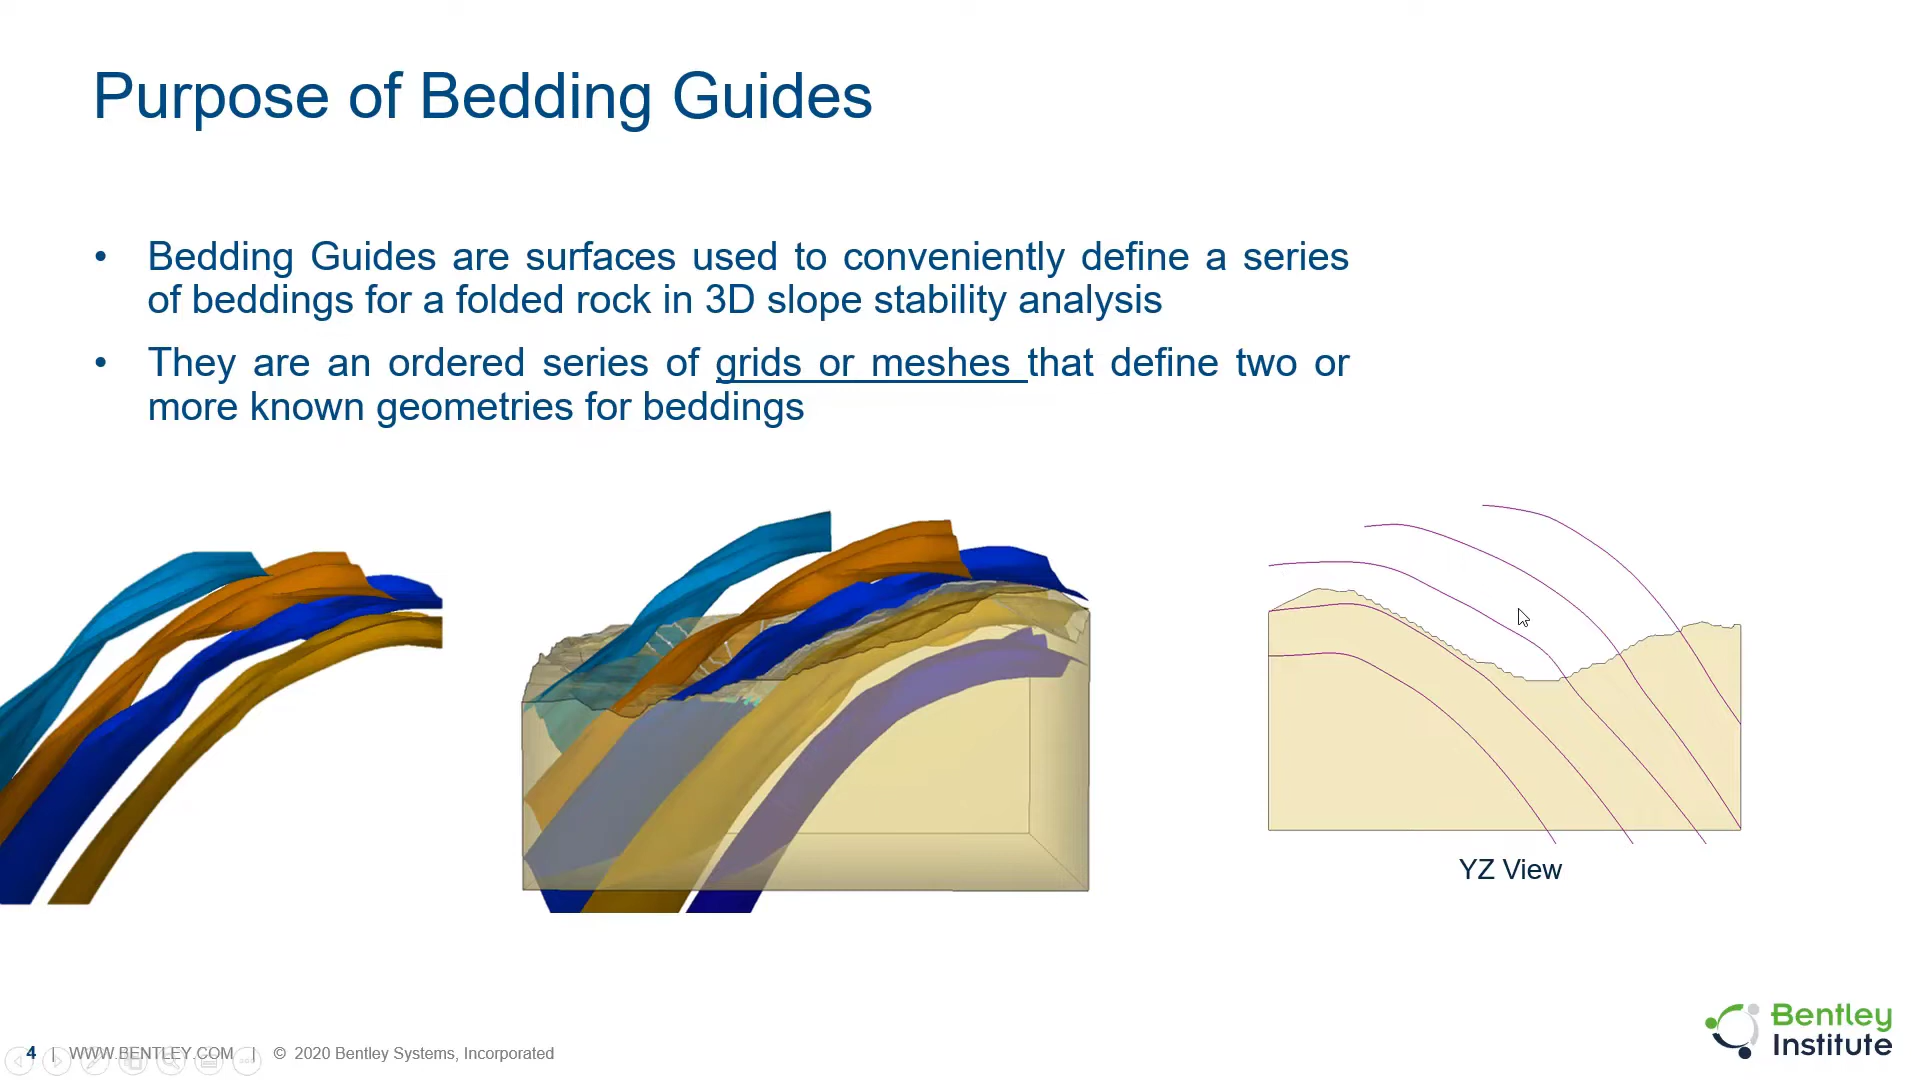 Purpose of Bedding Guides
• Bedding Guides are surfaces used to conveniently define a series
of beddings for a folded rock in 3D slope stability analysis
• They are an ordered series of grids or meshes that define two or
more known geometries for beddings
YZ View
4 | WWW.BENTLEY.COM | © 2020 Bentley Systems, Incorporated
Bentley
Institute